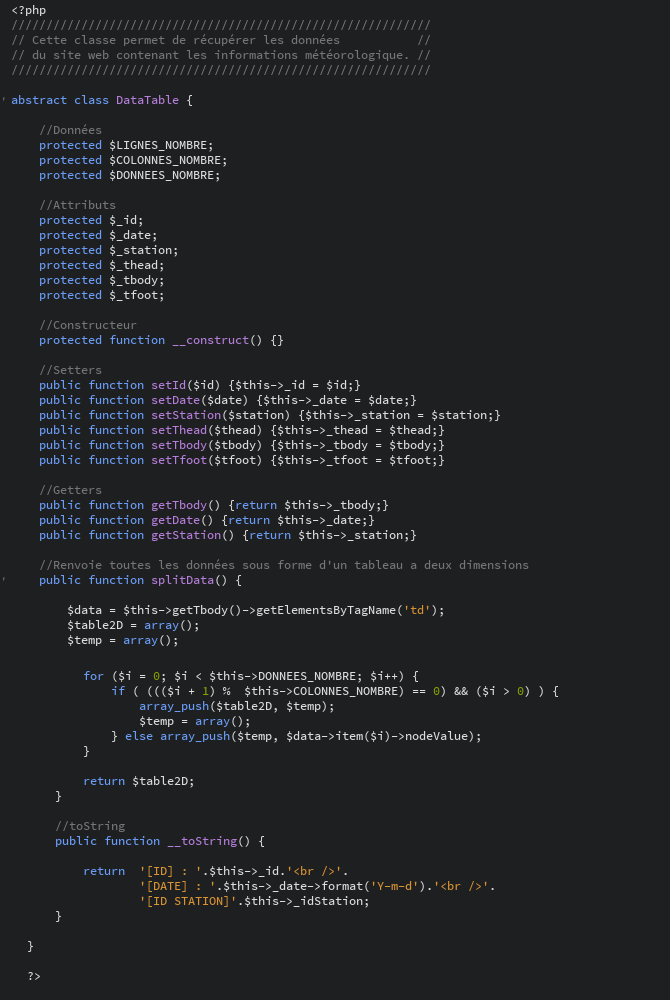 <?php
////////////////////////////////////////////////////////////
// Cette classe permet de récupérer les données           //
// du site web contenant les informations météorologique. //
////////////////////////////////////////////////////////////
abstract class DataTable {
//Données
protected $LIGNES_NOMBRE;
protected $COLONNES_NOMBRE;
protected $DONNEES_NOMBRE;
//Attributs
protected $_id;
protected $_date;
protected $_station;
protected $_thead;
protected $_tbody;
protected $_tfoot;
//Constructeur
protected function __construct() {}
//Setters
public function setId($id) {$this->_id = $id;}
public function setDate($date) {$this->_date = $date;}
public function setStation($station) {$this->_station = $station;}
public function setThead($thead) {$this->_thead = $thead;}
public function setTbody($tbody) {$this->_tbody = $tbody;}
public function setTfoot($tfoot) {$this->_tfoot = $tfoot;}
//Getters
public function getTbody() {return $this->_tbody;}
public function getDate() {return $this->_date;}
public function getStation() {return $this->_station;}
//Renvoie toutes les données sous forme d'un tableau a deux dimensions
public function splitData() {
$data = $this->getTbody()->getElementsByTagName('td');
$table2D = array();
$temp = array();
for ($i = 0; $i < $this->DONNEES_NOMBRE; $i++) {
if ( ((($i + 1) %  $this->COLONNES_NOMBRE) == 0) && ($i > 0) ) {
array_push($table2D, $temp);
$temp = array();
} else array_push($temp, $data->item($i)->nodeValue);
}
return $table2D;
}
//toString
public function __toString() {
return  '[ID] : '.$this->_id.'<br />'.
'[DATE] : '.$this->_date->format('Y-m-d').'<br />'.
'[ID STATION]'.$this->_idStation;
}
}
?>